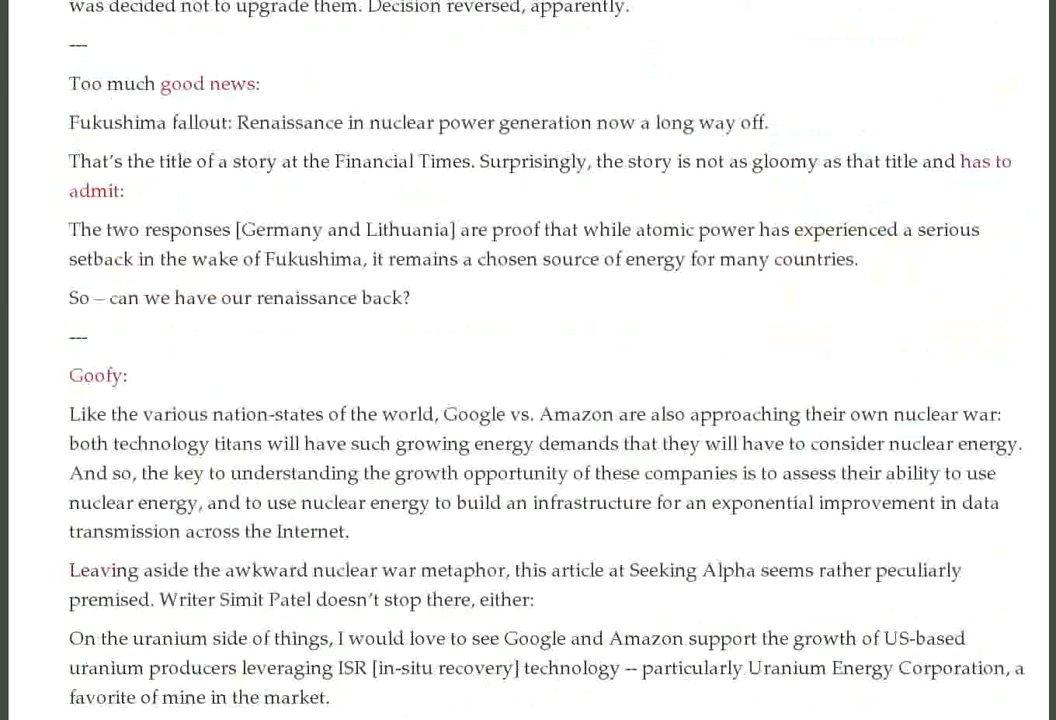 was decided not to upgrade them. Decision reversed, apparently.
---
Too much good news:
Fukushima fallout: Renaissance in nuclear power generation now a long way off.
That's the title of a story at the Financial Times. Surprisingly, the story is not as gloomy as that title and has to
admit:
The two responses [Germany and Lithuania] are proof that while atomic power has experienced a serious
setback in the wake of Fukushima, it remains a chosen source of energy for many countries.
So – can we have our renaissance back?
---
Goofy:
Like the various nation-states of the world, Google vs. Amazon are also approaching their own nuclear war:
both technology titans will have such growing energy demands that they will have to consider nuclear energy.
And so, the key to understanding the growth opportunity of these companies is to assess their ability to use
nuclear energy, and to use nuclear energy to build an infrastructure for an exponential improvement in data
transmission across the Internet.
Leaving aside the awkward nuclear war metaphor, this article at Seeking Alpha seems rather peculiarly
premised. Writer Simit Patel doesn't stop there, either:
On the uranium side of things, I would love to see Google and Amazon support the growth of US-based
uranium producers leveraging ISR [in-situ recovery] technology -- particularly Uranium Energy Corporation, a
favorite of mine in the market.